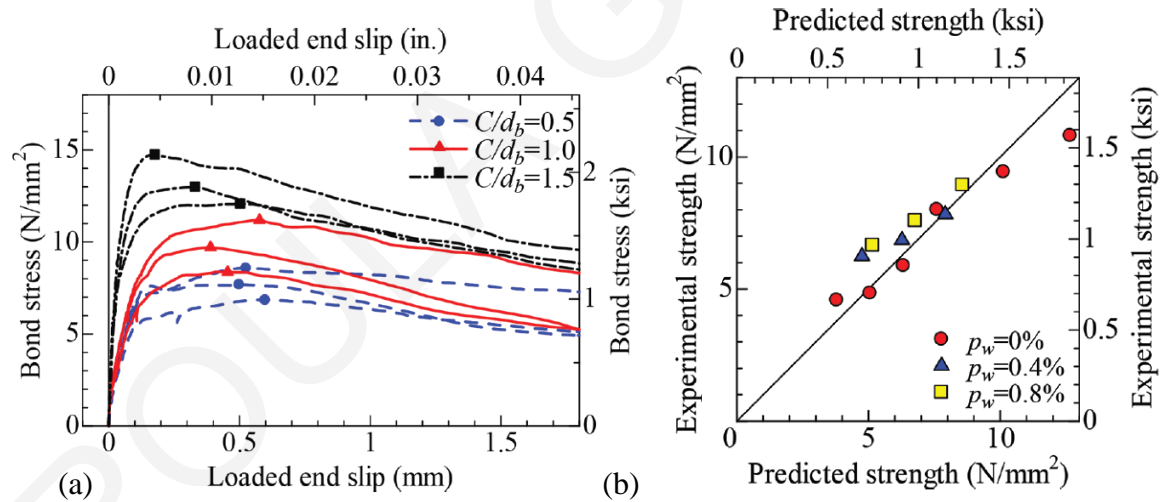 Loaded end slip (in.)
0 0.01 0.02 0.03 0.04
Bond stress (N/mm2)
15
10
5
0
C/db=0.5
C/db=1.0
C/db=1.5
2
1
0
Bond stress (ksi)
0 0.5 1 1.5
Loaded end slip (mm)
(a)
Predicted strength (ksi)
0 0.5 1 1.5
Experimental strength (N/mm2)
10
5
0
1.5
1
0.5
0
Experimental strength (ksi)
pw=0%
pw=0.4%
pw=0.8%
0 5 10
Predicted strength (N/mm2)
(b)
POULA G